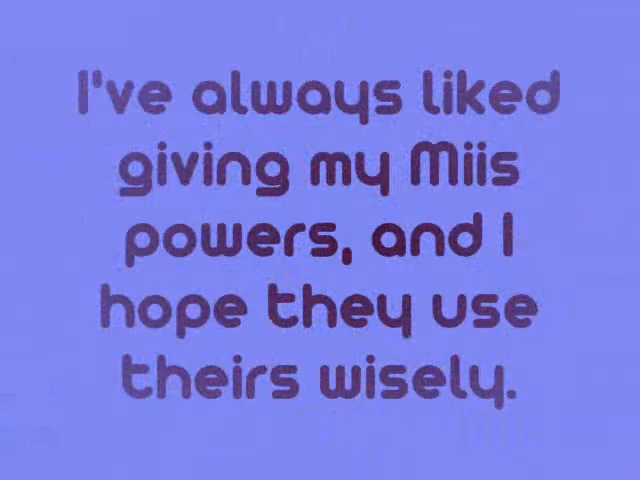 I've always liked
giving my Miis
powers, and I
hope they use
theirs wisely.